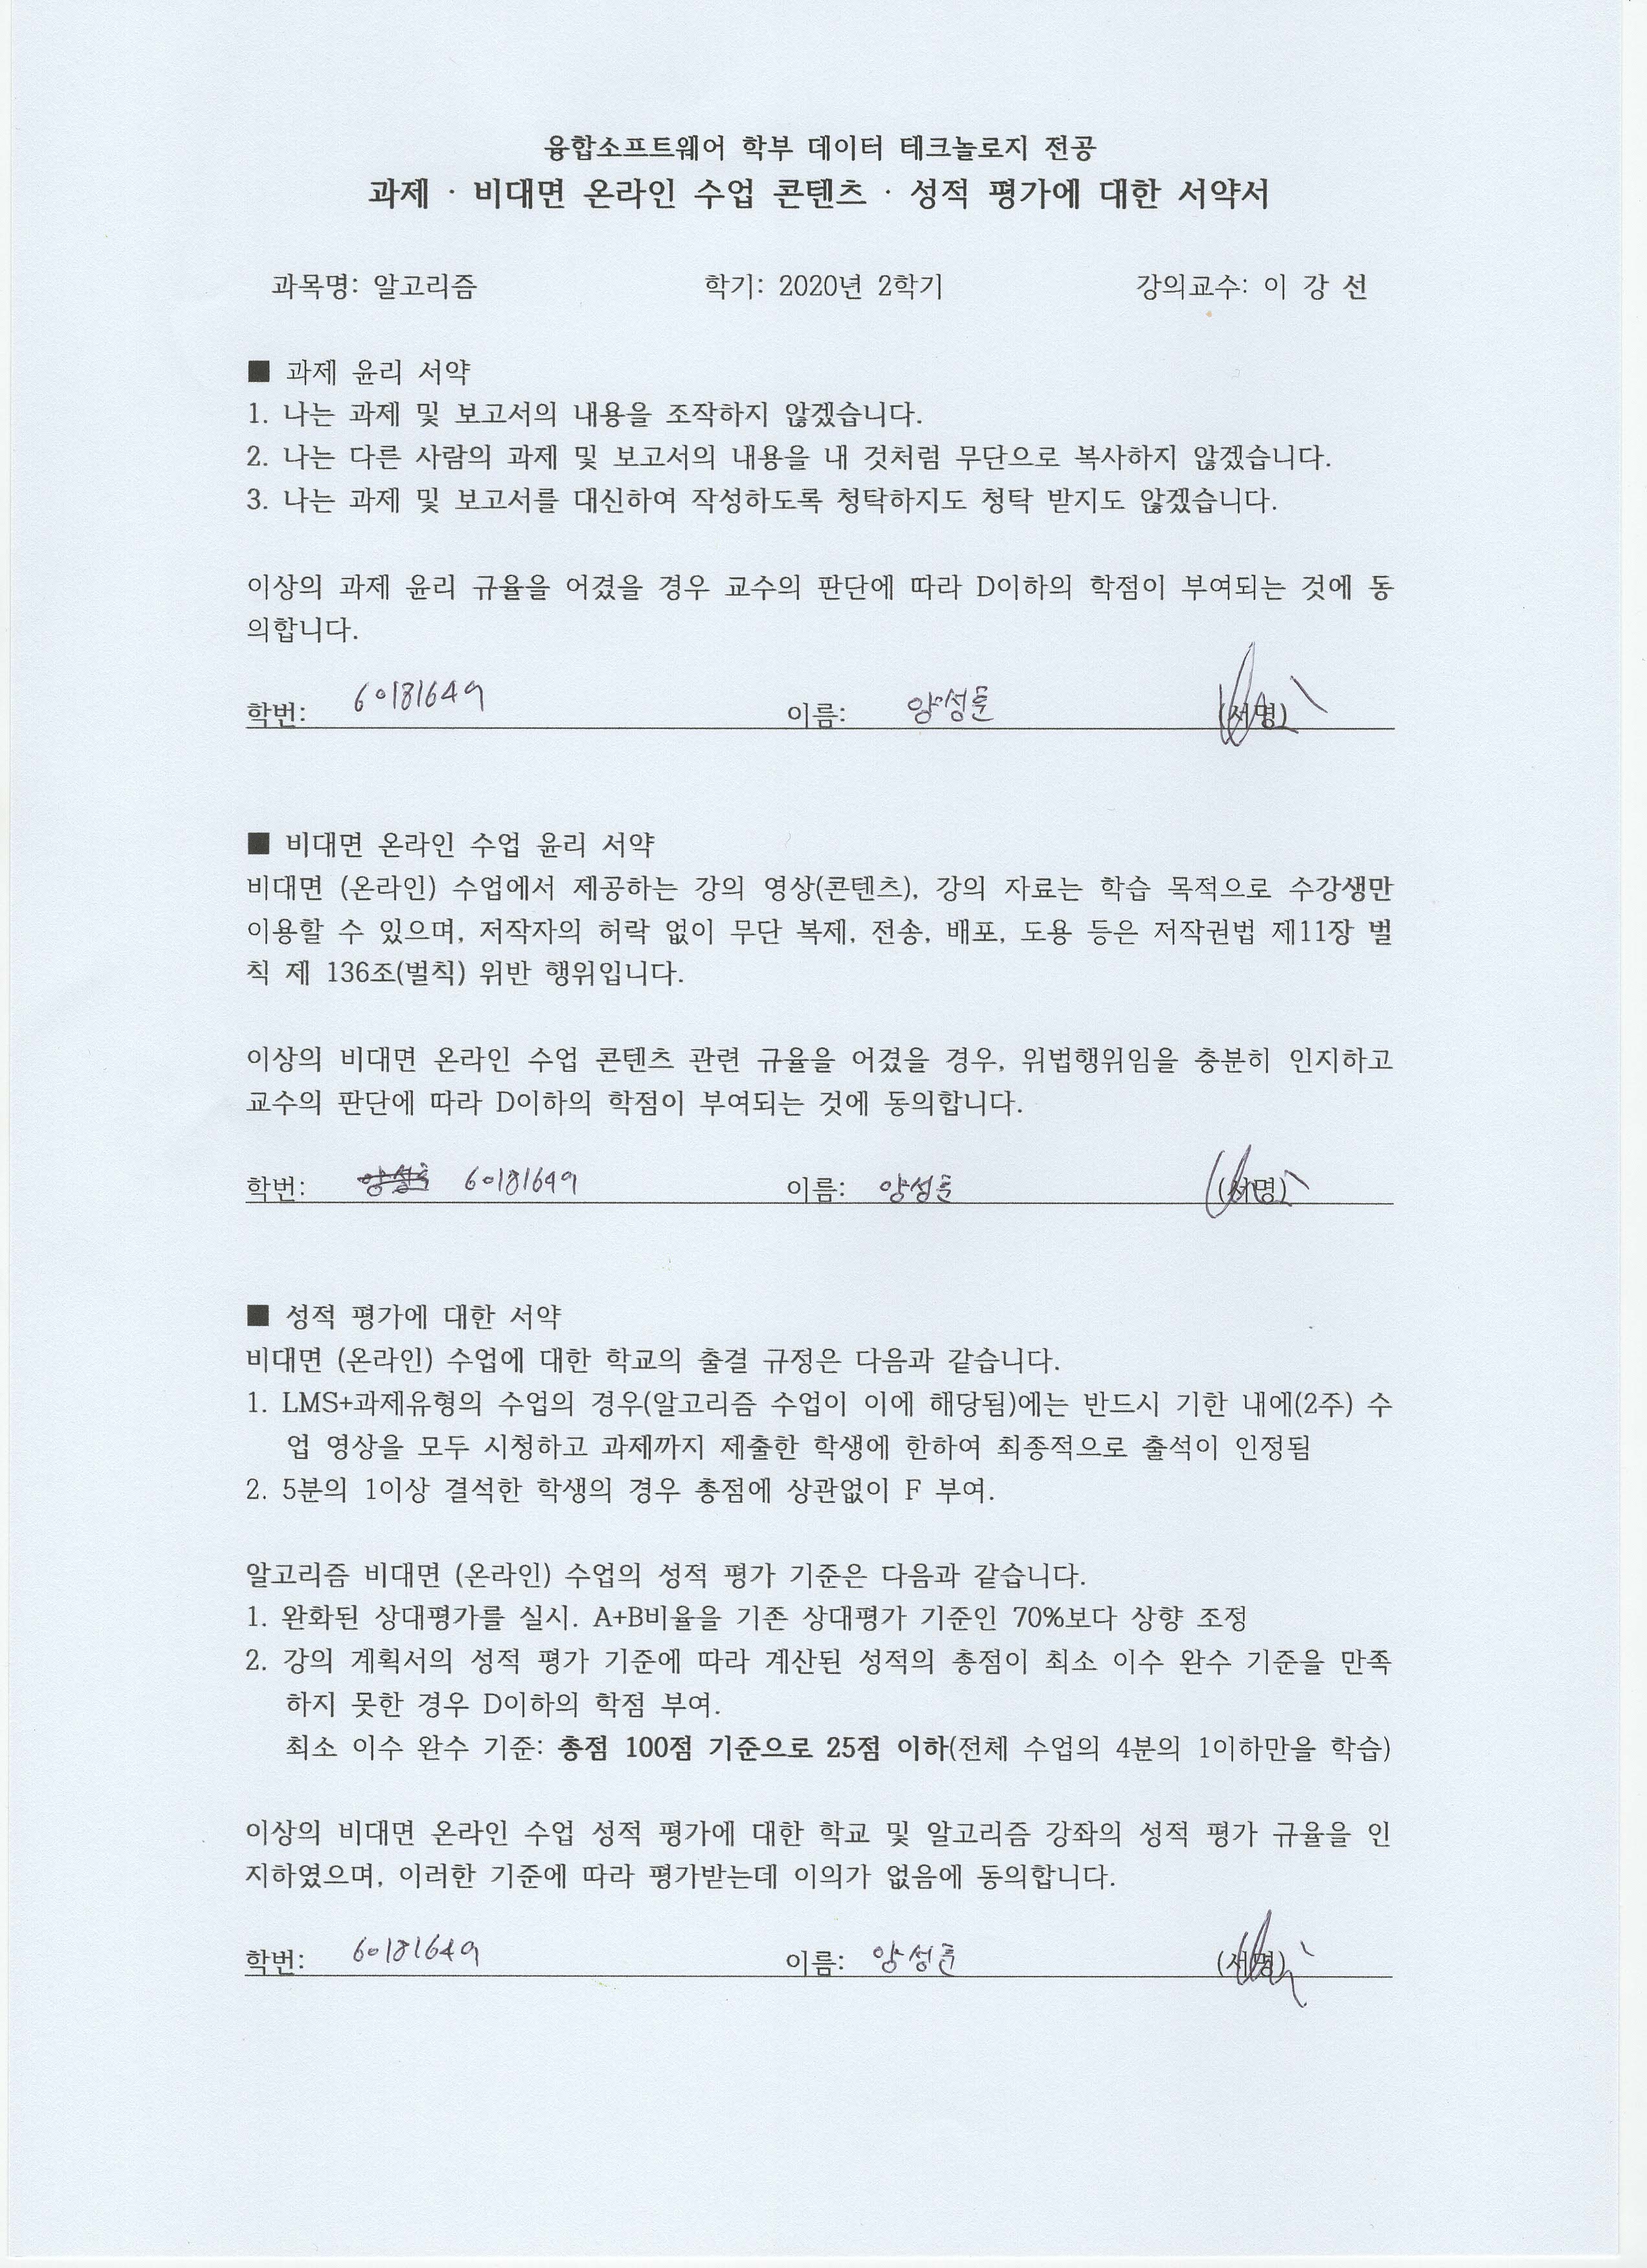 융합소프트웨어 학부 데이터 테크놀로지 전공
과제 · 비대면 온라인 수업 콘텐츠 · 성적 평가에 대한 서약서
과목명: 알고리즘 학기: 2020년 2학기 강의교수: 이 강 선
■ 과제 윤리 서약
1. 나는 과제 및 보고서의 내용을 조작하지 않겠습니다.
2. 나는 다른 사람의 과제 및 보고서의 내용을 내 것처럼 무단으로 복사하지 않겠습니다.
3. 나는 과제 및 보고서를 대신하여 작성하도록 청탁하지도 청탁 받지도 않겠습니다.
이상의 과제 윤리 규율을 어겼을 경우 교수의 판단에 따라 D이하의 학점이 부여되는 것에 동
의합니다.
학번: 60181649 이름: 양성훈 (서명)
■ 비대면 온라인 수업 윤리 서약
비대면 (온라인) 수업에서 제공하는 강의 영상(콘텐츠), 강의 자료는 학습 목적으로 수강생만
이용할 수 있으며, 저작자의 허락 없이 무단 복제, 전송, 배포, 도용 등은 저작권법 제11장 벌
칙 제 136조(벌칙) 위반 행위입니다.
이상의 비대면 온라인 수업 콘텐츠 관련 규율을 어겼을 경우, 위법행위임을 충분히 인지하고
교수의 판단에 따라 D이하의 학점이 부여되는 것에 동의합니다.
학번: 60181649 이름: 양성훈 (서명)
■ 성적 평가에 대한 서약
비대면 (온라인) 수업에 대한 학교의 출결 규정은 다음과 같습니다.
1. LMS+과제유형의 수업의 경우(알고리즘 수업이 이에 해당됨)에는 반드시 기한 내에(2주) 수
업 영상을 모두 시청하고 과제까지 제출한 학생에 한하여 최종적으로 출석이 인정됨
2. 5분의 1이상 결석한 학생의 경우 총점에 상관없이 F 부여.
알고리즘 비대면 (온라인) 수업의 성적 평가 기준은 다음과 같습니다.
1. 완화된 상대평가를 실시. A+B비율을 기존 상대평가 기준인 70%보다 상향 조정
2. 강의 계획서의 성적 평가 기준에 따라 계산된 성적의 총점이 최소 이수 완수 기준을 만족
하지 못한 경우 D이하의 학점 부여.
최소 이수 완수 기준: 총점 100점 기준으로 25점 이하(전체 수업의 4분의 1이하만을 학습)
이상의 비대면 온라인 수업 성적 평가에 대한 학교 및 알고리즘 강좌의 성적 평가 규율을 인
지하였으며, 이러한 기준에 따라 평가받는데 이의가 없음에 동의합니다.
학번: 60181649 이름: 양성훈 (서명)